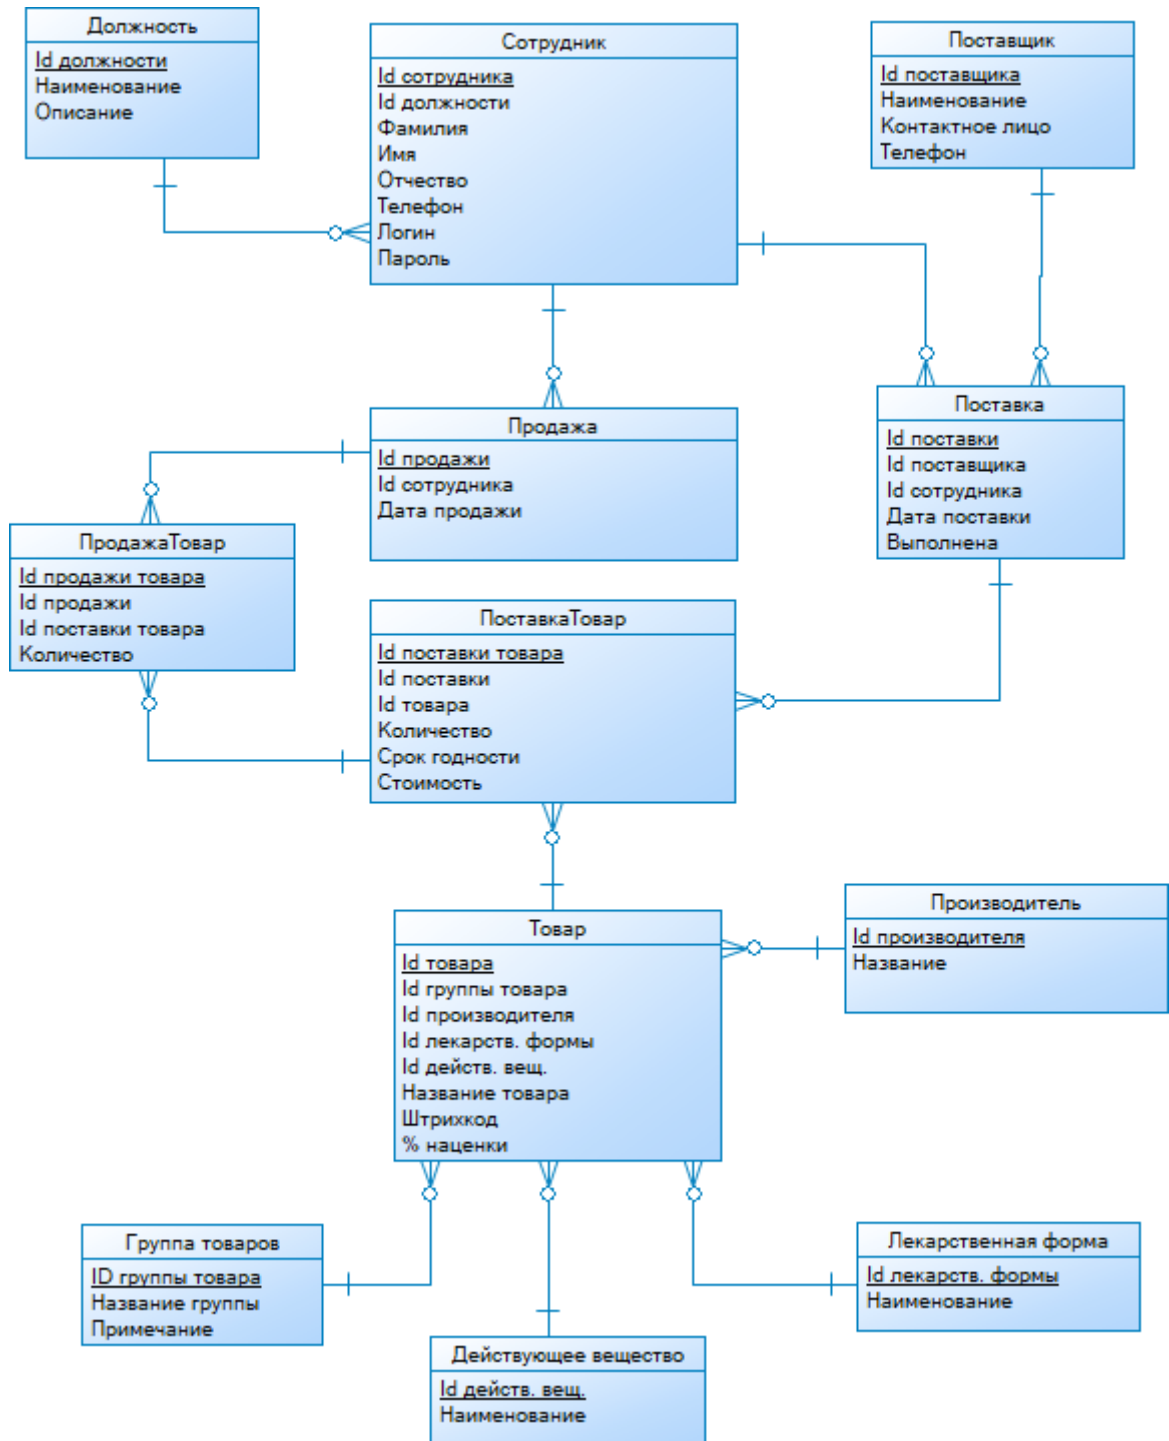 Должность
Id должности
Наименование
Описание
Сотрудник
Id сотрудника
Id должности
Фамилия
Имя
Отчество
Телефон
Логин
Пароль
Поставщик
Id поставщика
Наименование
Контактное лицо
Телефон
Продажа
Id продажи
Id сотрудника
Дата продажи
Поставка
Id поставки
Id поставщика
Id сотрудника
Дата поставки
Выполнена
ПродажаТовар
Id продажи товара
Id продажи
Id поставки товара
Количество
ПоставкаТовар
Id поставки товара
Id поставки
Id товара
Количество
Срок годности
Стоимость
Товар
Id товара
Id группы товара
Id производителя
Id лекарств. формы
Id действ. вещ.
Название товара
Штрихкод
% наценки
Производитель
Id производителя
Название
Группа товаров
ID группы товара
Название группы
Примечание
Действующее вещество
Id действ. вещ.
Наименование
Лекарственная форма
Id лекарств. формы
Наименование